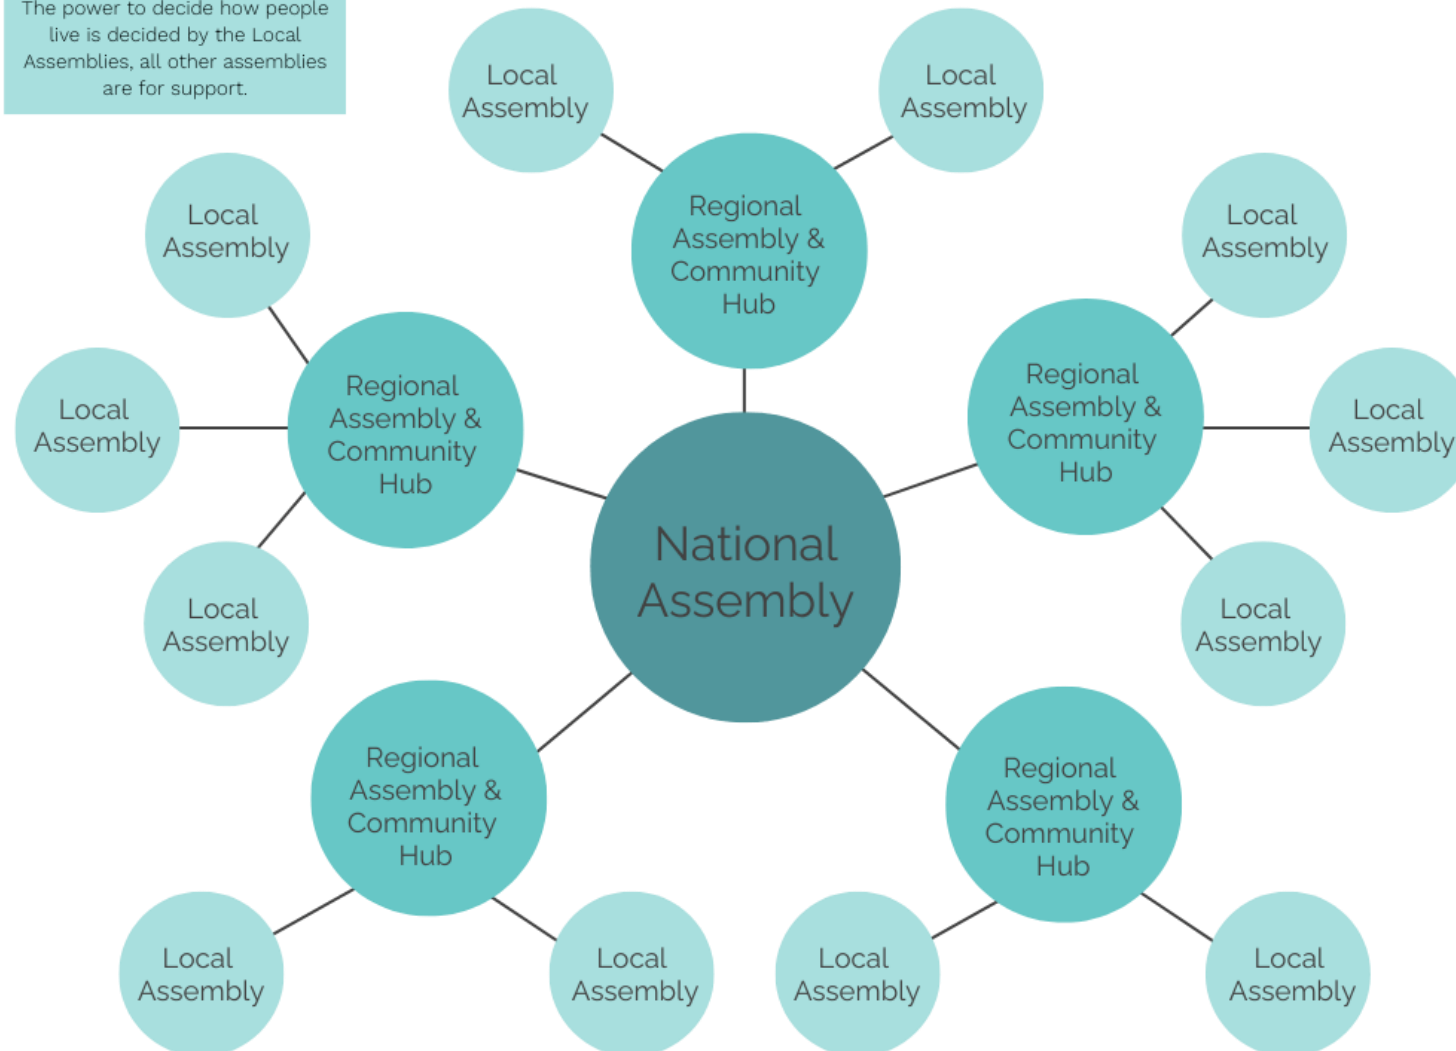 The power to decide how people
live is decided by the Local
Assemblies, all other assemblies
are for support.
Local
Assembly
Local
Assembly
Regional
Assembly &
Community
Hub
Local
Assembly
Local
Assembly
Regional
Assembly &
Community
Hub
Regional
Assembly &
Community
Hub
Local
Assembly
Local
Assembly
National
Assembly
Local
Assembly
Local
Assembly
Regional
Assembly &
Community
Hub
Regional
Assembly &
Community
Hub
Local
Assembly
Local
Assembly
Local
Assembly
Local
Assembly